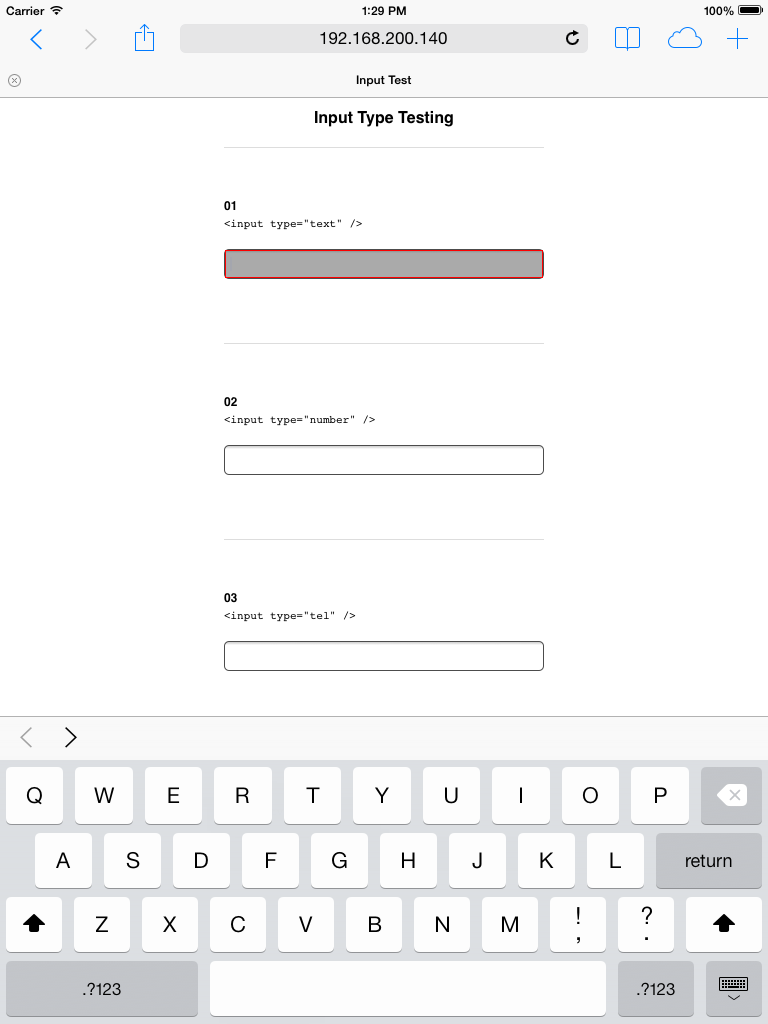 Carrier 1:29 PM 100%
192.168.200.140
Input Test
Input Type Testing
01
<input type="text" />
02
<input type="number" />
03
<input type="tel" />
Q W E R T Y U I O P
A S D F G H J K L return
Z X C V B N M ! , ? .
.?123 .?123